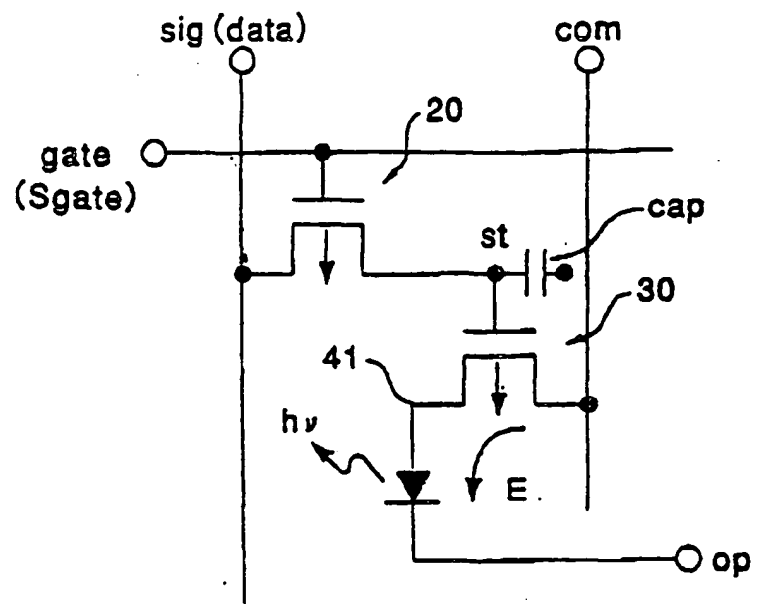 sig (data)
com
20
gate
(Sgate)
cap
st
30
41
hν
E
op